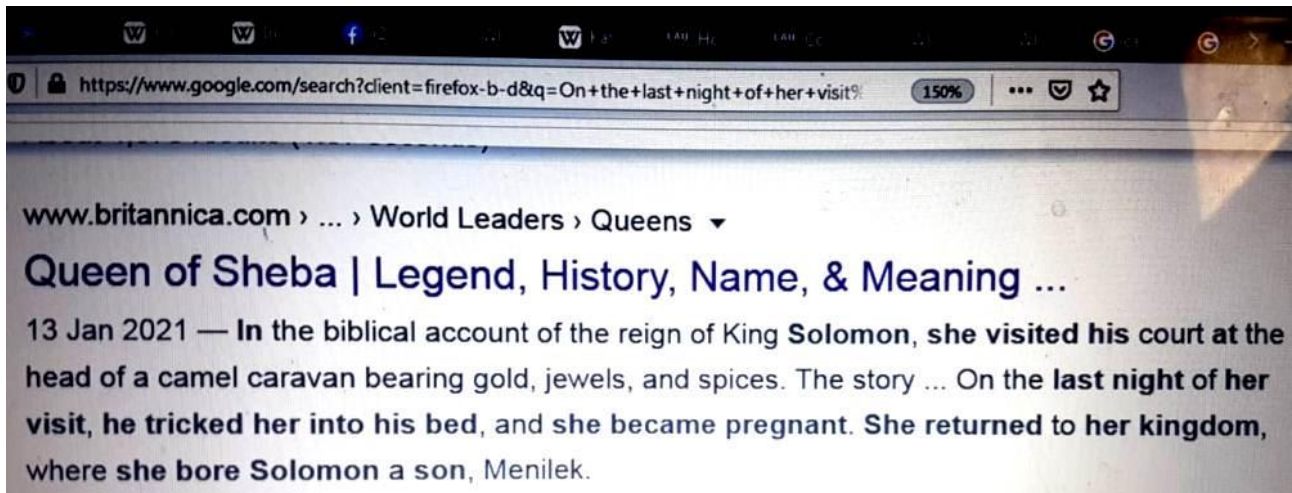 https://www.google.com/search?client=firefox-b-d&q=On+the+last+night+of+her+visit% 150%
www.britannica.com › ... › World Leaders › Queens
Queen of Sheba | Legend, History, Name, & Meaning ...
13 Jan 2021 — In the biblical account of the reign of King Solomon, she visited his court at the
head of a camel caravan bearing gold, jewels, and spices. The story ... On the last night of her
visit, he tricked her into his bed, and she became pregnant. She returned to her kingdom,
where she bore Solomon a son, Menilek.